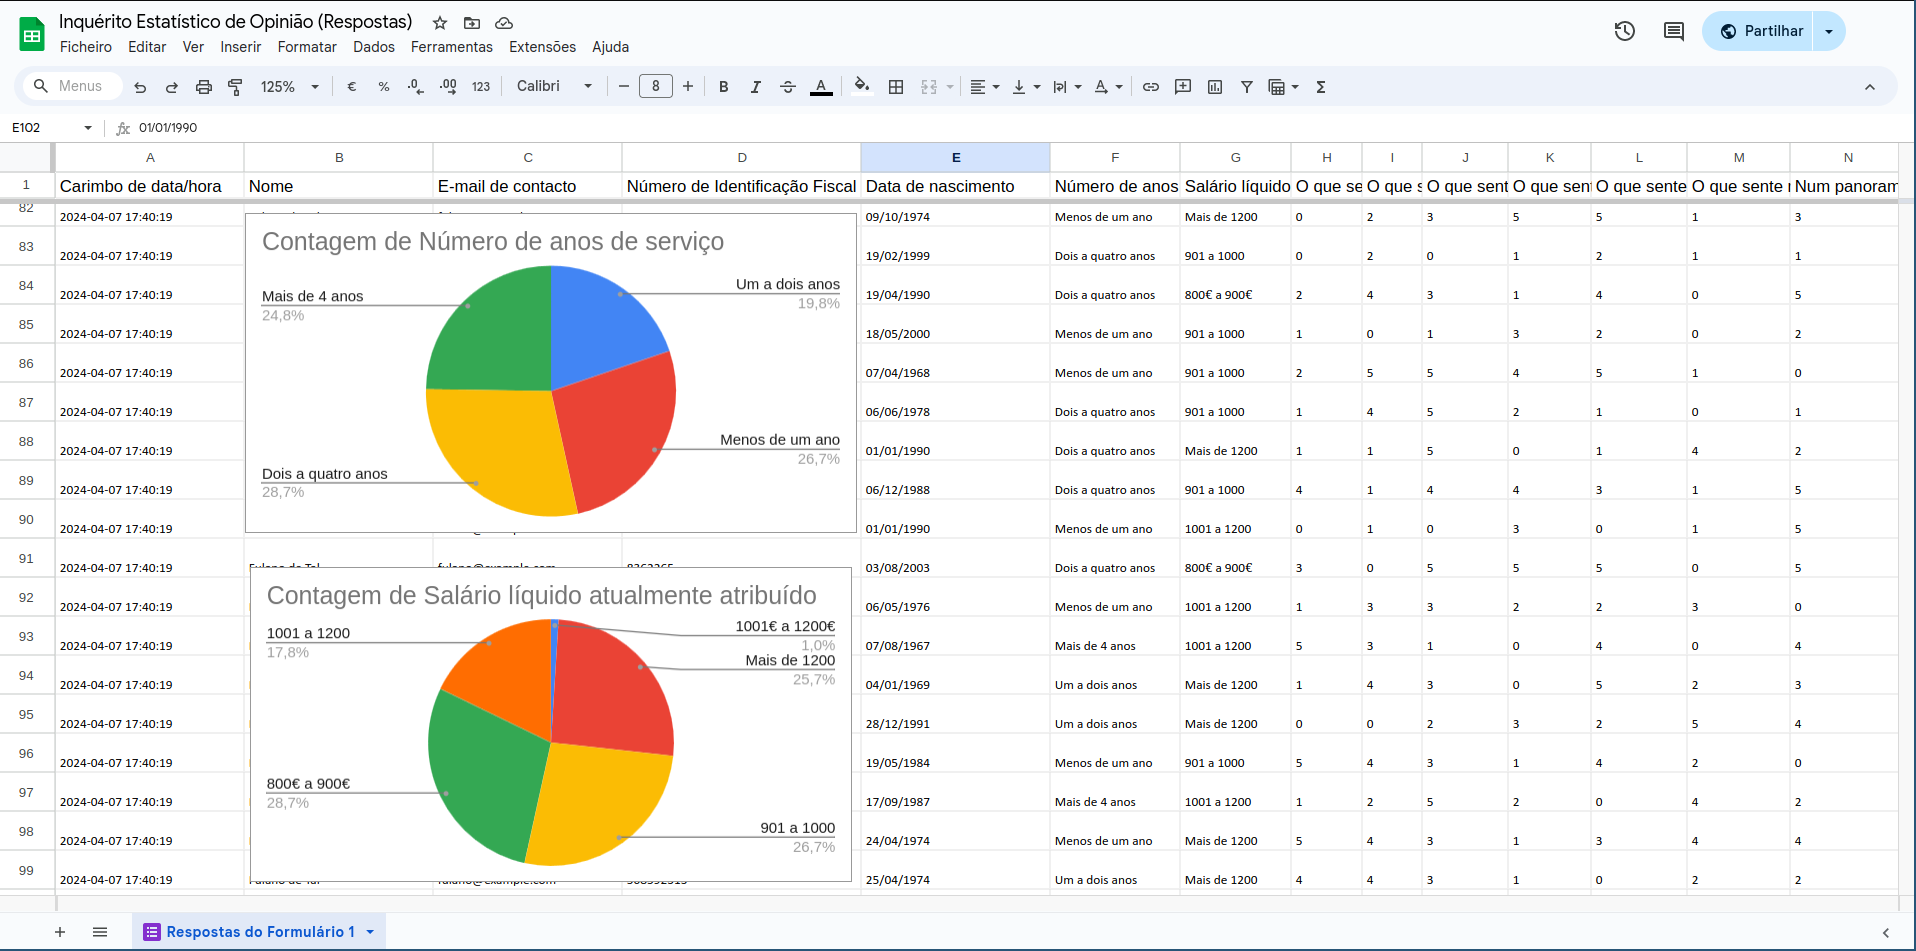 Inquérito Estatístico de Opinião (Respostas)
Ficheiro Editar Ver Inserir Formatar Dados Ferramentas Extensões Ajuda
Partilhar
Menus 125% € % .0 .00 123 Calibri 8 B I A Σ
E102 fx 01/01/1990
A B C D E F G H I J K L M N
1 Carimbo de data/hora Nome E-mail de contacto Número de Identificação Fiscal Data de nascimento Número de anos Salário líquido O que se O que s O que sent O que sent O que sente O que sente r Num panoram
82 2024-04-07 17:40:19 09/10/1974 Menos de um ano Mais de 1200 0 2 3 5 5 1 3
83 2024-04-07 17:40:19 19/02/1999 Dois a quatro anos 901 a 1000 0 2 0 1 2 1 1
84 2024-04-07 17:40:19 19/04/1990 Dois a quatro anos 800€ a 900€ 2 4 3 1 4 0 5
85 2024-04-07 17:40:19 18/05/2000 Menos de um ano 901 a 1000 1 0 1 3 2 0 2
86 2024-04-07 17:40:19 07/04/1968 Menos de um ano 901 a 1000 2 5 5 4 5 1 0
87 2024-04-07 17:40:19 06/06/1978 Dois a quatro anos 901 a 1000 1 4 5 2 1 0 1
88 2024-04-07 17:40:19 01/01/1990 Dois a quatro anos Mais de 1200 1 1 5 0 1 4 2
89 2024-04-07 17:40:19 06/12/1988 Dois a quatro anos 901 a 1000 4 1 4 4 3 1 5
90 2024-04-07 17:40:19 01/01/1990 Menos de um ano 1001 a 1200 0 1 0 3 0 1 5
91 2024-04-07 17:40:19 03/08/2003 Dois a quatro anos 800€ a 900€ 3 0 5 5 5 0 5
92 2024-04-07 17:40:19 06/05/1976 Menos de um ano 1001 a 1200 1 3 3 2 2 3 0
93 2024-04-07 17:40:19 07/08/1967 Mais de 4 anos 1001 a 1200 5 3 1 0 4 0 4
94 2024-04-07 17:40:19 04/01/1969 Um a dois anos Mais de 1200 1 4 3 0 5 2 3
95 2024-04-07 17:40:19 28/12/1991 Um a dois anos Mais de 1200 0 0 2 3 2 5 4
96 2024-04-07 17:40:19 19/05/1984 Menos de um ano 901 a 1000 5 4 3 1 4 2 0
97 2024-04-07 17:40:19 17/09/1987 Mais de 4 anos 1001 a 1200 1 2 5 2 0 4 2
98 2024-04-07 17:40:19 24/04/1974 Menos de um ano Mais de 1200 5 4 3 1 3 4 4
99 2024-04-07 17:40:19 25/04/1974 Um a dois anos Mais de 1200 4 4 3 1 0 2 2
Contagem de Número de anos de serviço
Um a dois anos
19,8%
Mais de 4 anos
24,8%
Menos de um ano
26,7%
Dois a quatro anos
28,7%
Contagem de Salário líquido atualmente atribuído
1001€ a 1200€
1,0%
1001 a 1200
17,8%
Mais de 1200
25,7%
800€ a 900€
28,7%
901 a 1000
26,7%
Respostas do Formulário 1